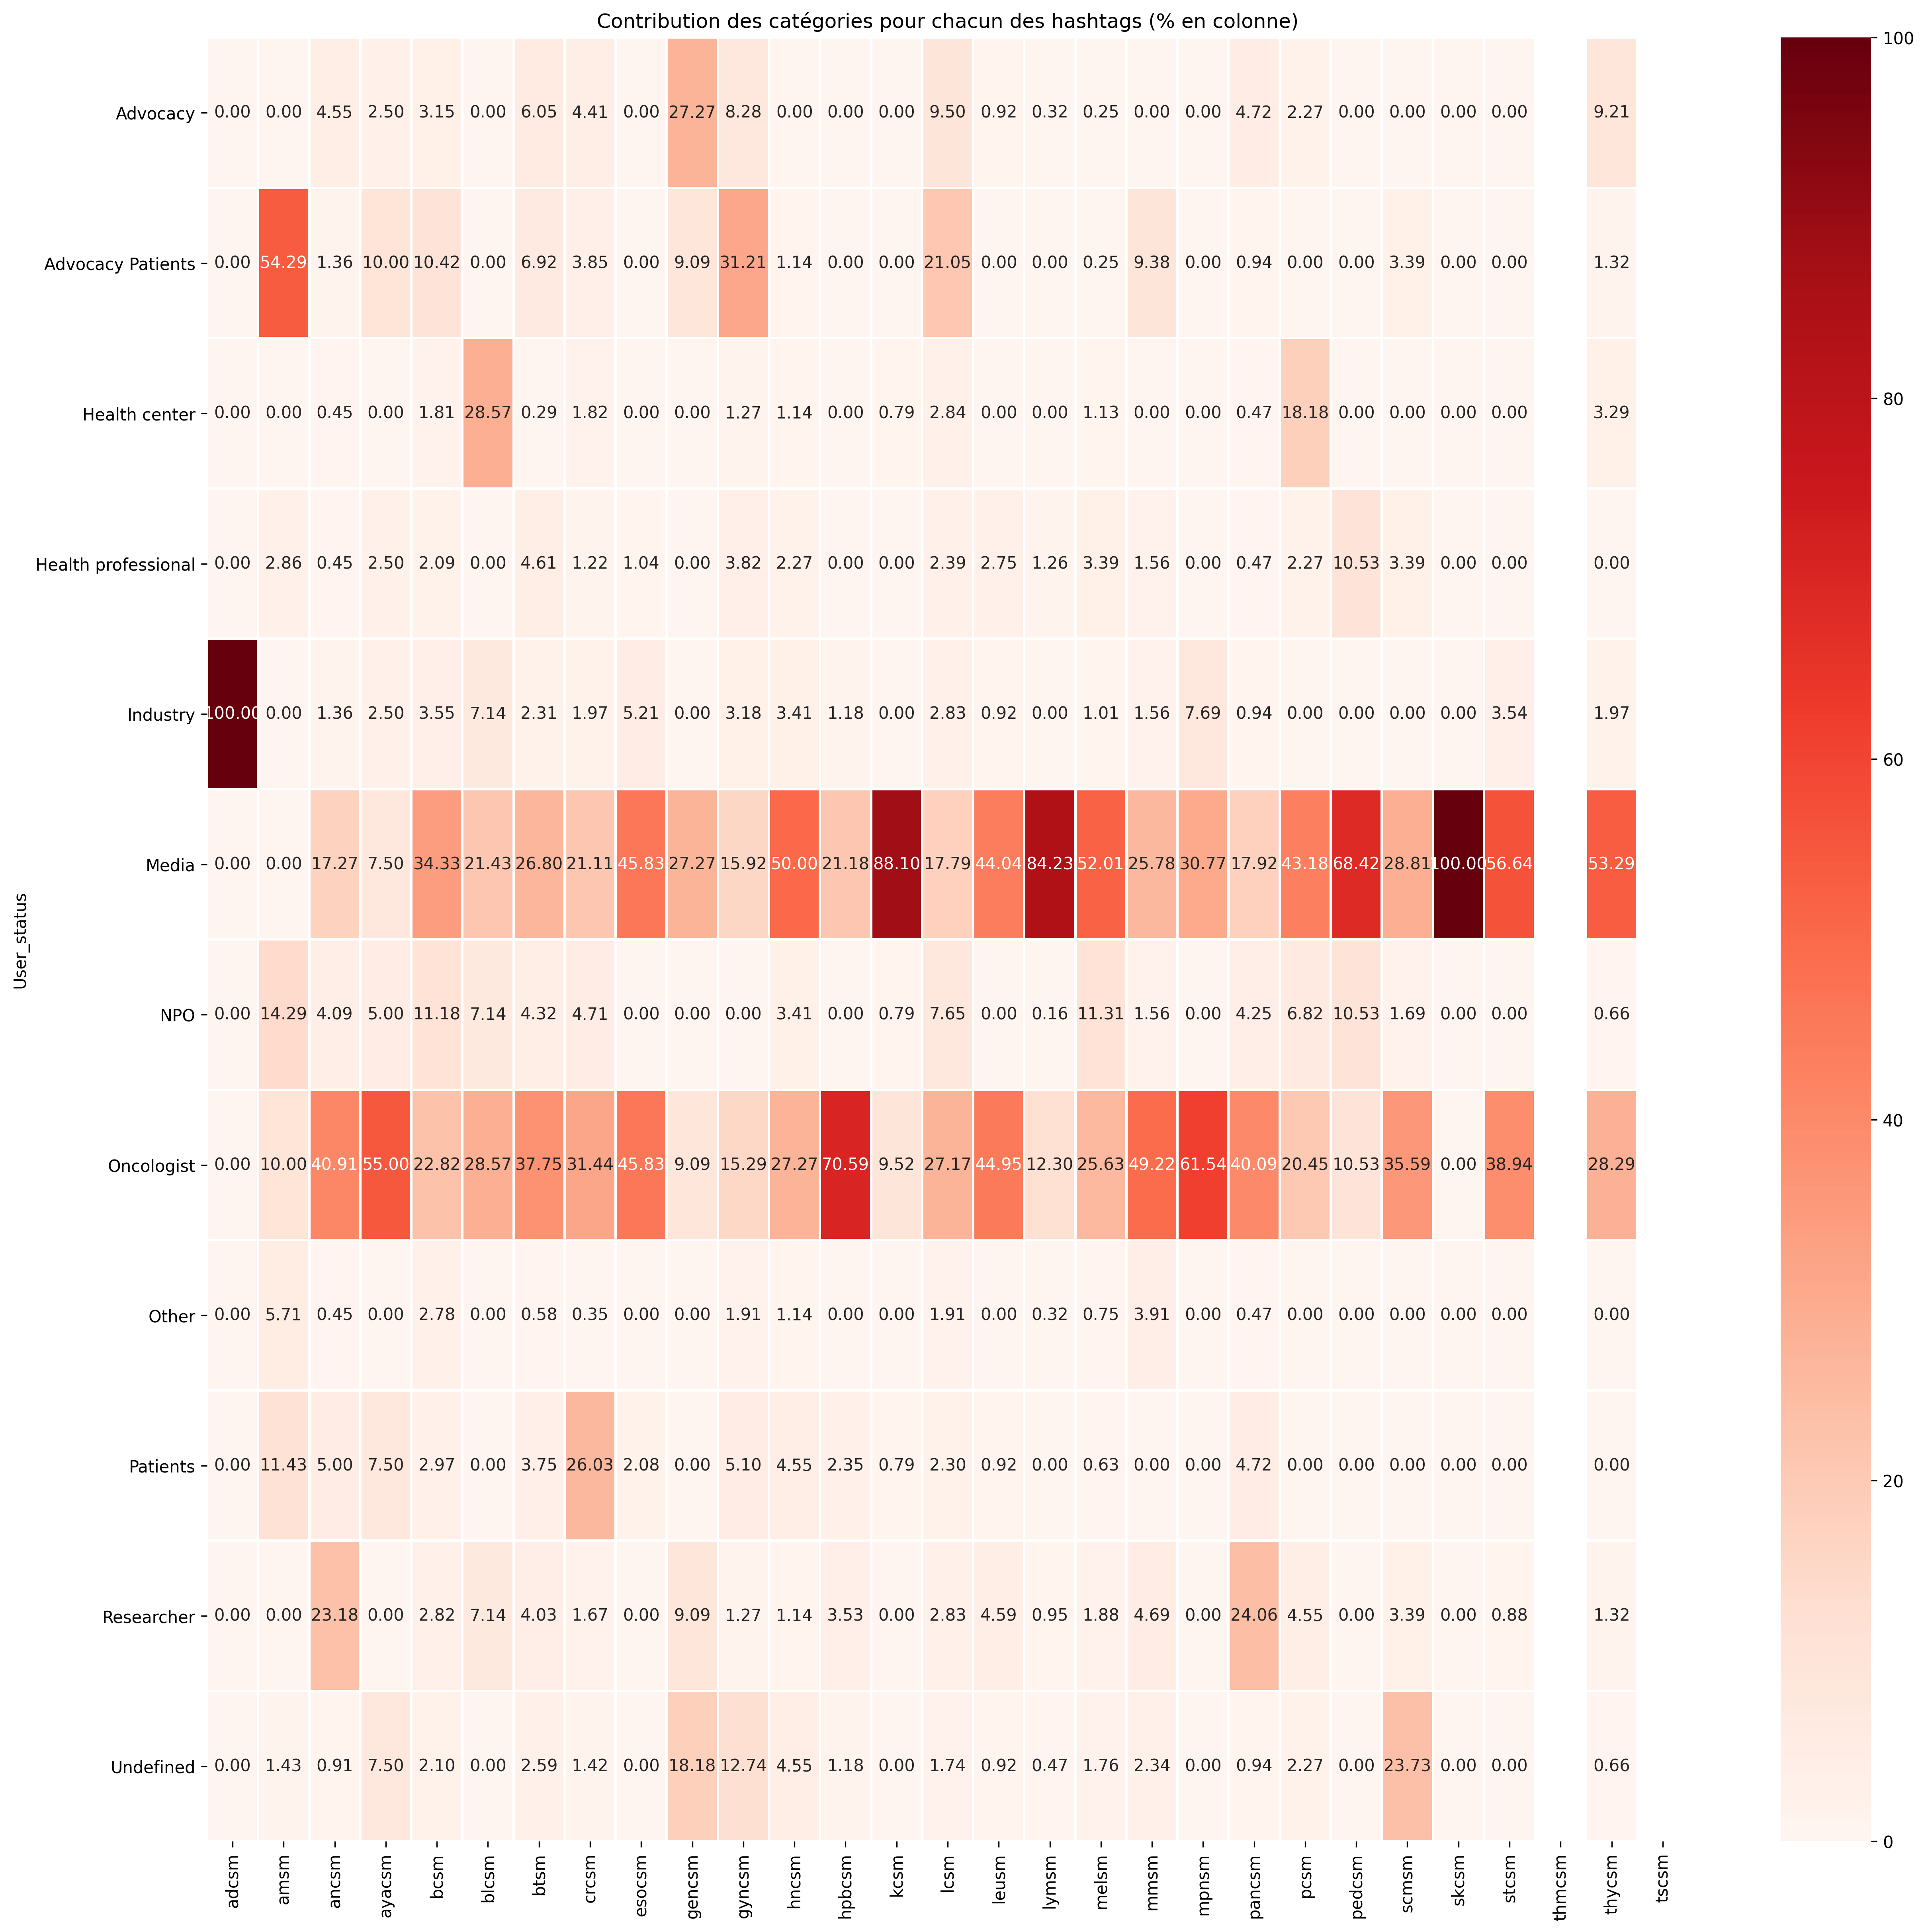 Contribution des catégories pour chacun des hashtags (% en colonne)
User_status
Advocacy 0.00 0.00 4.55 2.50 3.15 0.00 6.05 4.41 0.00 27.27 8.28 0.00 0.00 0.00 9.50 0.92 0.32 0.25 0.00 0.00 4.72 2.27 0.00 0.00 0.00 0.00 9.21
Advocacy Patients 0.00 54.29 1.36 10.00 10.42 0.00 6.92 3.85 0.00 9.09 31.21 1.14 0.00 0.00 21.05 0.00 0.00 0.25 9.38 0.00 0.94 0.00 0.00 3.39 0.00 0.00 1.32
Health center 0.00 0.00 0.45 0.00 1.81 28.57 0.29 1.82 0.00 0.00 1.27 1.14 0.00 0.79 2.84 0.00 0.00 1.13 0.00 0.00 0.47 18.18 0.00 0.00 0.00 0.00 3.29
Health professional 0.00 2.86 0.45 2.50 2.09 0.00 4.61 1.22 1.04 0.00 3.82 2.27 0.00 0.00 2.39 2.75 1.26 3.39 1.56 0.00 0.47 2.27 10.53 3.39 0.00 0.00 0.00
Industry 100.00 0.00 1.36 2.50 3.55 7.14 2.31 1.97 5.21 0.00 3.18 3.41 1.18 0.00 2.83 0.92 0.00 1.01 1.56 7.69 0.94 0.00 0.00 0.00 0.00 3.54 1.97
Media 0.00 0.00 17.27 7.50 34.33 21.43 26.80 21.11 45.83 27.27 15.92 50.00 21.18 88.10 17.79 44.04 84.23 52.01 25.78 30.77 17.92 43.18 68.42 28.81 100.00 56.64 53.29
NPO 0.00 14.29 4.09 5.00 11.18 7.14 4.32 4.71 0.00 0.00 0.00 3.41 0.00 0.79 7.65 0.00 0.16 11.31 1.56 0.00 4.25 6.82 10.53 1.69 0.00 0.00 0.66
Oncologist 0.00 10.00 40.91 55.00 22.82 28.57 37.75 31.44 45.83 9.09 15.29 27.27 70.59 9.52 27.17 44.95 12.30 25.63 49.22 61.54 40.09 20.45 10.53 35.59 0.00 38.94 28.29
Other 0.00 5.71 0.45 0.00 2.78 0.00 0.58 0.35 0.00 0.00 1.91 1.14 0.00 0.00 1.91 0.00 0.32 0.75 3.91 0.00 0.47 0.00 0.00 0.00 0.00 0.00 0.00
Patients 0.00 11.43 5.00 7.50 2.97 0.00 3.75 26.03 2.08 0.00 5.10 4.55 2.35 0.79 2.30 0.92 0.00 0.63 0.00 0.00 4.72 0.00 0.00 0.00 0.00 0.00 0.00
Researcher 0.00 0.00 23.18 0.00 2.82 7.14 4.03 1.67 0.00 9.09 1.27 1.14 3.53 0.00 2.83 4.59 0.95 1.88 4.69 0.00 24.06 4.55 0.00 3.39 0.00 0.88 1.32
Undefined 0.00 1.43 0.91 7.50 2.10 0.00 2.59 1.42 0.00 18.18 12.74 4.55 1.18 0.00 1.74 0.92 0.47 1.76 2.34 0.00 0.94 2.27 0.00 23.73 0.00 0.00 0.66
adcsm amsm ancsm ayacsm bcsm blcsm btsm crcsm esocsm gencsm gyncsm hncsm hpbcsm kcsm lcsm leusm lymsm melsm mmsm mpnsm pancsm pcsm pedcsm scmsm skcsm stcsm thmcsm thycsm tscsm
100
80
60
40
20
0